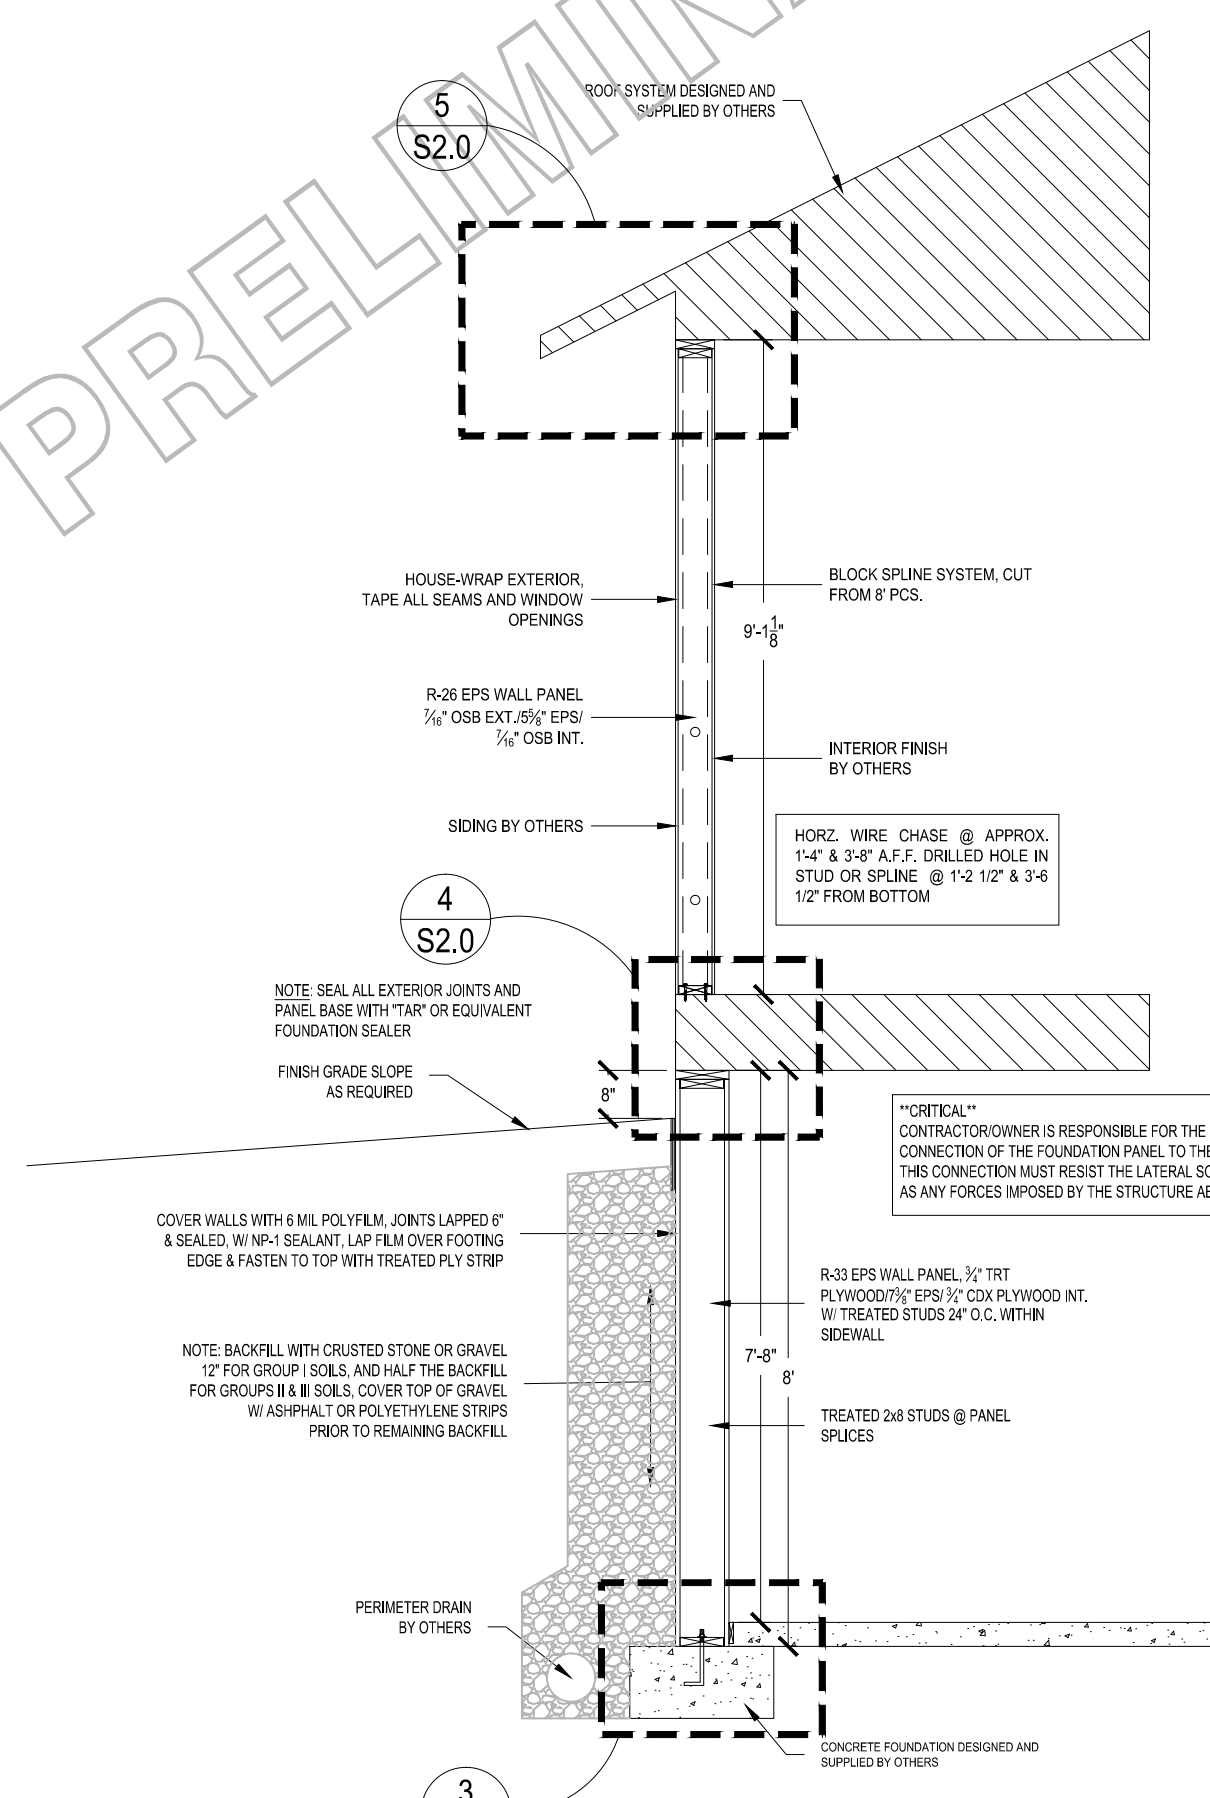 PRELIMINA
5
S2.0
ROOF SYSTEM DESIGNED AND
SUPPLIED BY OTHERS
HOUSE-WRAP EXTERIOR,
TAPE ALL SEAMS AND WINDOW
OPENINGS
BLOCK SPLINE SYSTEM, CUT
FROM 8' PCS.
9'-1 1/8"
R-26 EPS WALL PANEL
7/16" OSB EXT./5 5/8" EPS/
7/16" OSB INT.
INTERIOR FINISH
BY OTHERS
SIDING BY OTHERS
HORZ. WIRE CHASE @ APPROX.
1'-4" & 3'-8" A.F.F. DRILLED HOLE IN
STUD OR SPLINE @ 1'-2 1/2" & 3'-6
1/2" FROM BOTTOM
4
S2.0
NOTE: SEAL ALL EXTERIOR JOINTS AND
PANEL BASE WITH "TAR" OR EQUIVALENT
FOUNDATION SEALER
FINISH GRADE SLOPE
AS REQUIRED
8"
**CRITICAL**
CONTRACTOR/OWNER IS RESPONSIBLE FOR THE
CONNECTION OF THE FOUNDATION PANEL TO THE
THIS CONNECTION MUST RESIST THE LATERAL SO
AS ANY FORCES IMPOSED BY THE STRUCTURE AB
COVER WALLS WITH 6 MIL POLYFILM, JOINTS LAPPED 6"
& SEALED, W/ NP-1 SEALANT, LAP FILM OVER FOOTING
EDGE & FASTEN TO TOP WITH TREATED PLY STRIP
R-33 EPS WALL PANEL, 3/4" TRT
PLYWOOD/7 3/8" EPS/ 3/4" CDX PLYWOOD INT.
W/ TREATED STUDS 24" O.C. WITHIN
SIDEWALL
NOTE: BACKFILL WITH CRUSTED STONE OR GRAVEL
12" FOR GROUP I SOILS, AND HALF THE BACKFILL
FOR GROUPS II & III SOILS, COVER TOP OF GRAVEL
W/ ASHPHALT OR POLYETHYLENE STRIPS
PRIOR TO REMAINING BACKFILL
7'-8"
8'
TREATED 2x8 STUDS @ PANEL
SPLICES
PERIMETER DRAIN
BY OTHERS
CONCRETE FOUNDATION DESIGNED AND
SUPPLIED BY OTHERS
3